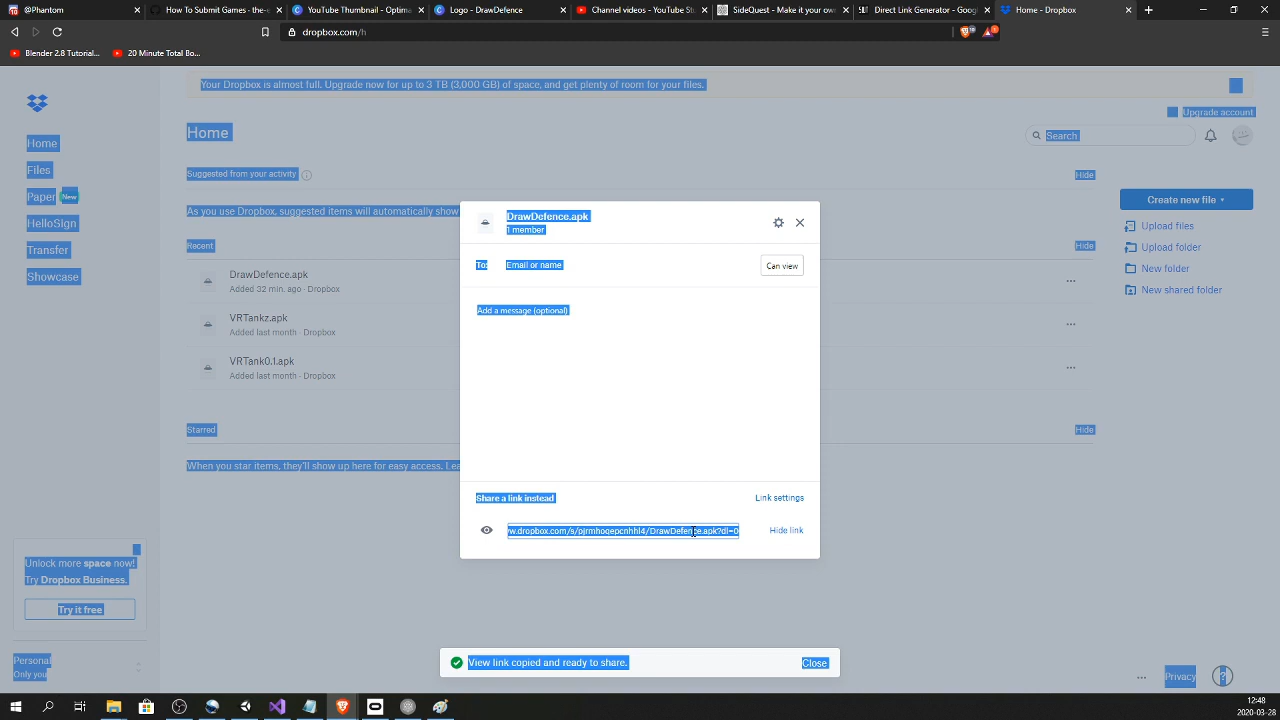 @Phantom
How To Submit Games - the-e
YouTube Thumbnail - Optima
Logo - DrawDefence
Channel videos - YouTube St
SideQuest - Make it your ow
Direct Link Generator – Goog
Home - Dropbox
dropbox.com/h
Blender 2.8 Tutorial...
20 Minute Total Bo...
Your Dropbox is almost full. Upgrade now for up to 3 TB (3,000 GB) of space, and get plenty of room for your files.
Upgrade account
Home
Files
Paper New
HelloSign
Transfer
Showcase
Home
Search
Suggested from your activity
Hide
As you use Dropbox, suggested items will automatically show
Recent
Hide
DrawDefence.apk
Added 32 min. ago · Dropbox
VRTankz.apk
Added last month · Dropbox
VRTank0.1.apk
Added last month · Dropbox
Starred
Hide
When you star items, they'll show up here for easy access. Lea
Create new file
Upload files
Upload folder
New folder
New shared folder
DrawDefence.apk
1 member
To:
Email or name
Can view
Add a message (optional)
Share a link instead
Link settings
Hide link
View link copied and ready to share.
Close
Unlock more space now!
Try Dropbox Business.
Try it free
Personal
Only you
Privacy
?
12:48
2020-03-28